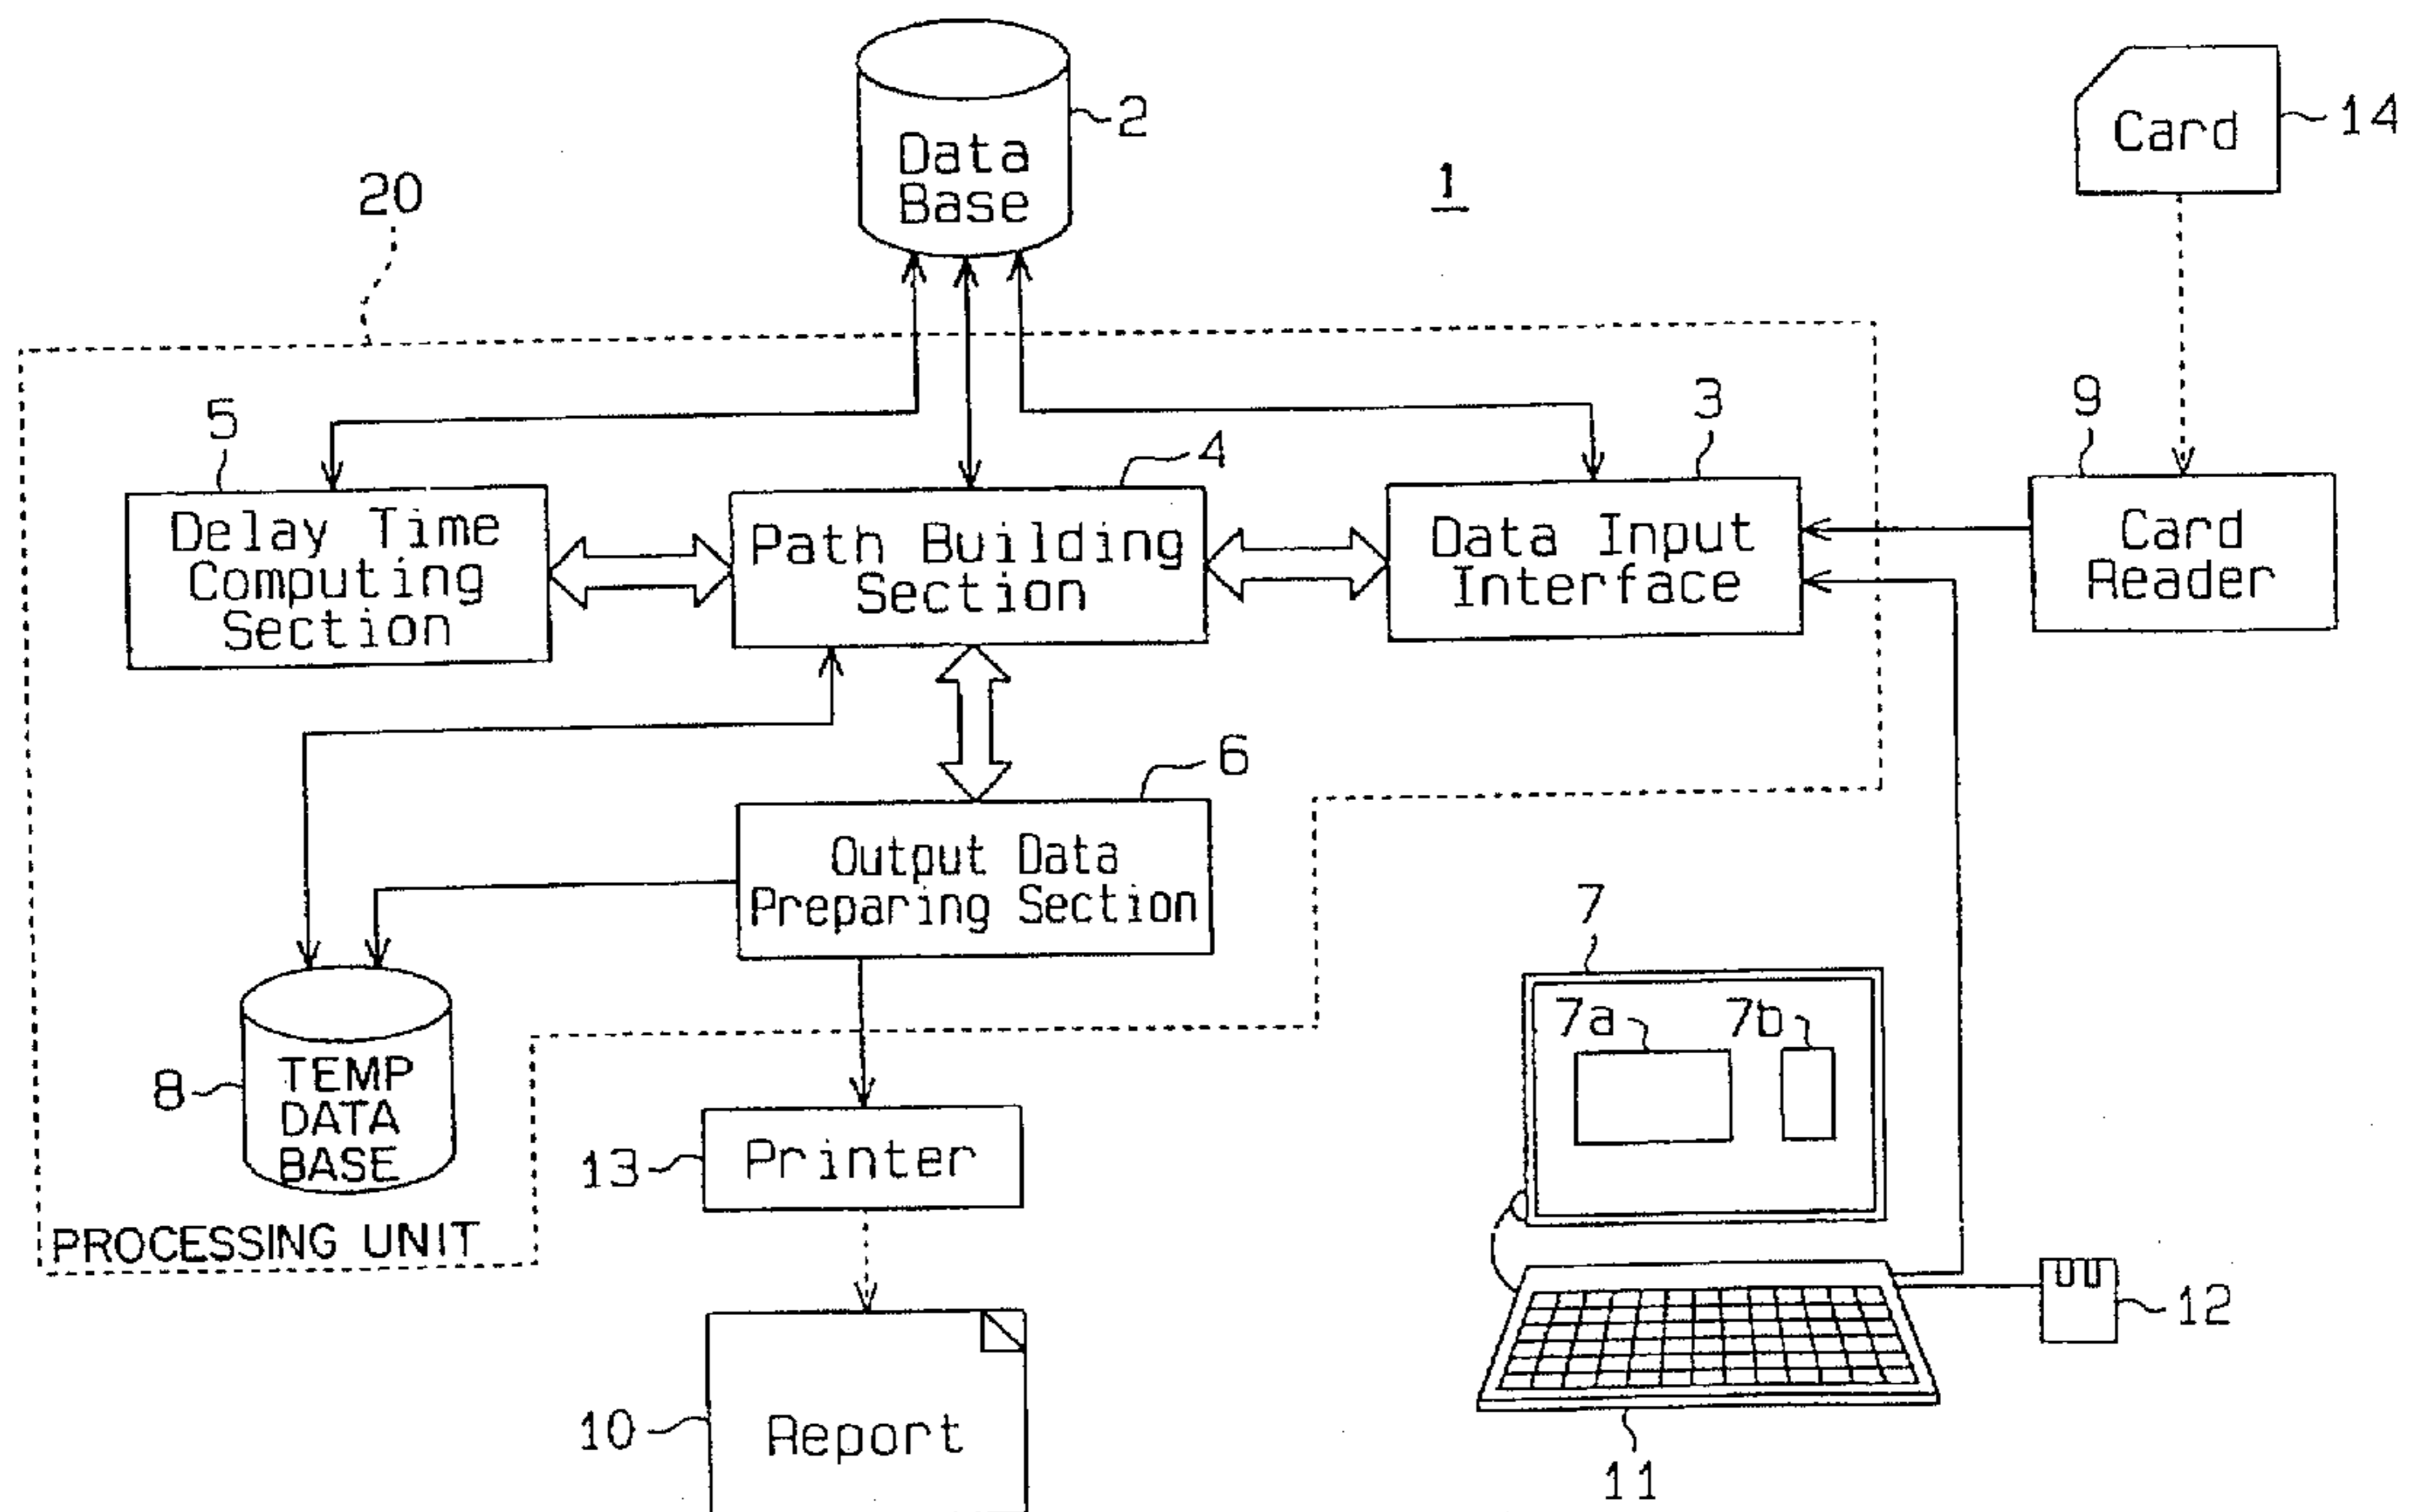 2
Data
Base
1
Card
14
20
5
4
3
9
Delay Time
Computing
Section
Path Building
Section
Data Input
Interface
Card
Reader
6
Output Data
Preparing Section
7
7a
7b
8
TEMP
DATA
BASE
13
Printer
PROCESSING UNIT
12
10
Report
11